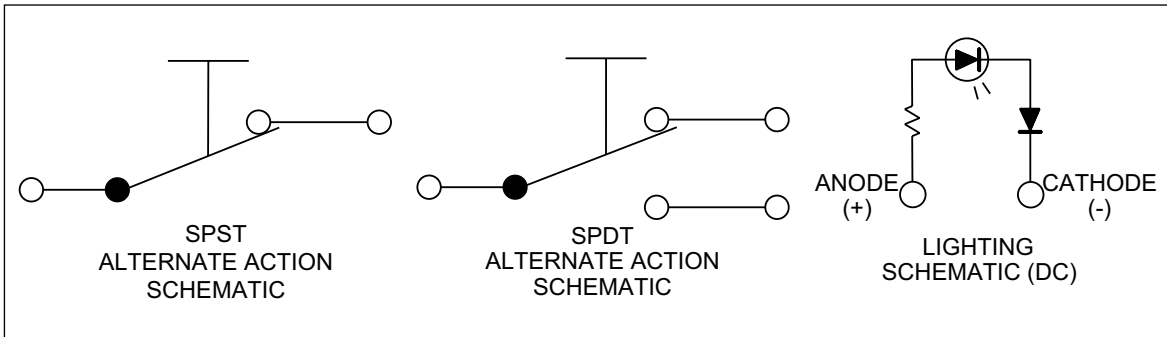 SPST
ALTERNATE ACTION
SCHEMATIC
SPDT
ALTERNATE ACTION
SCHEMATIC
ANODE
(+)
CATHODE
(-)
LIGHTING
SCHEMATIC (DC)